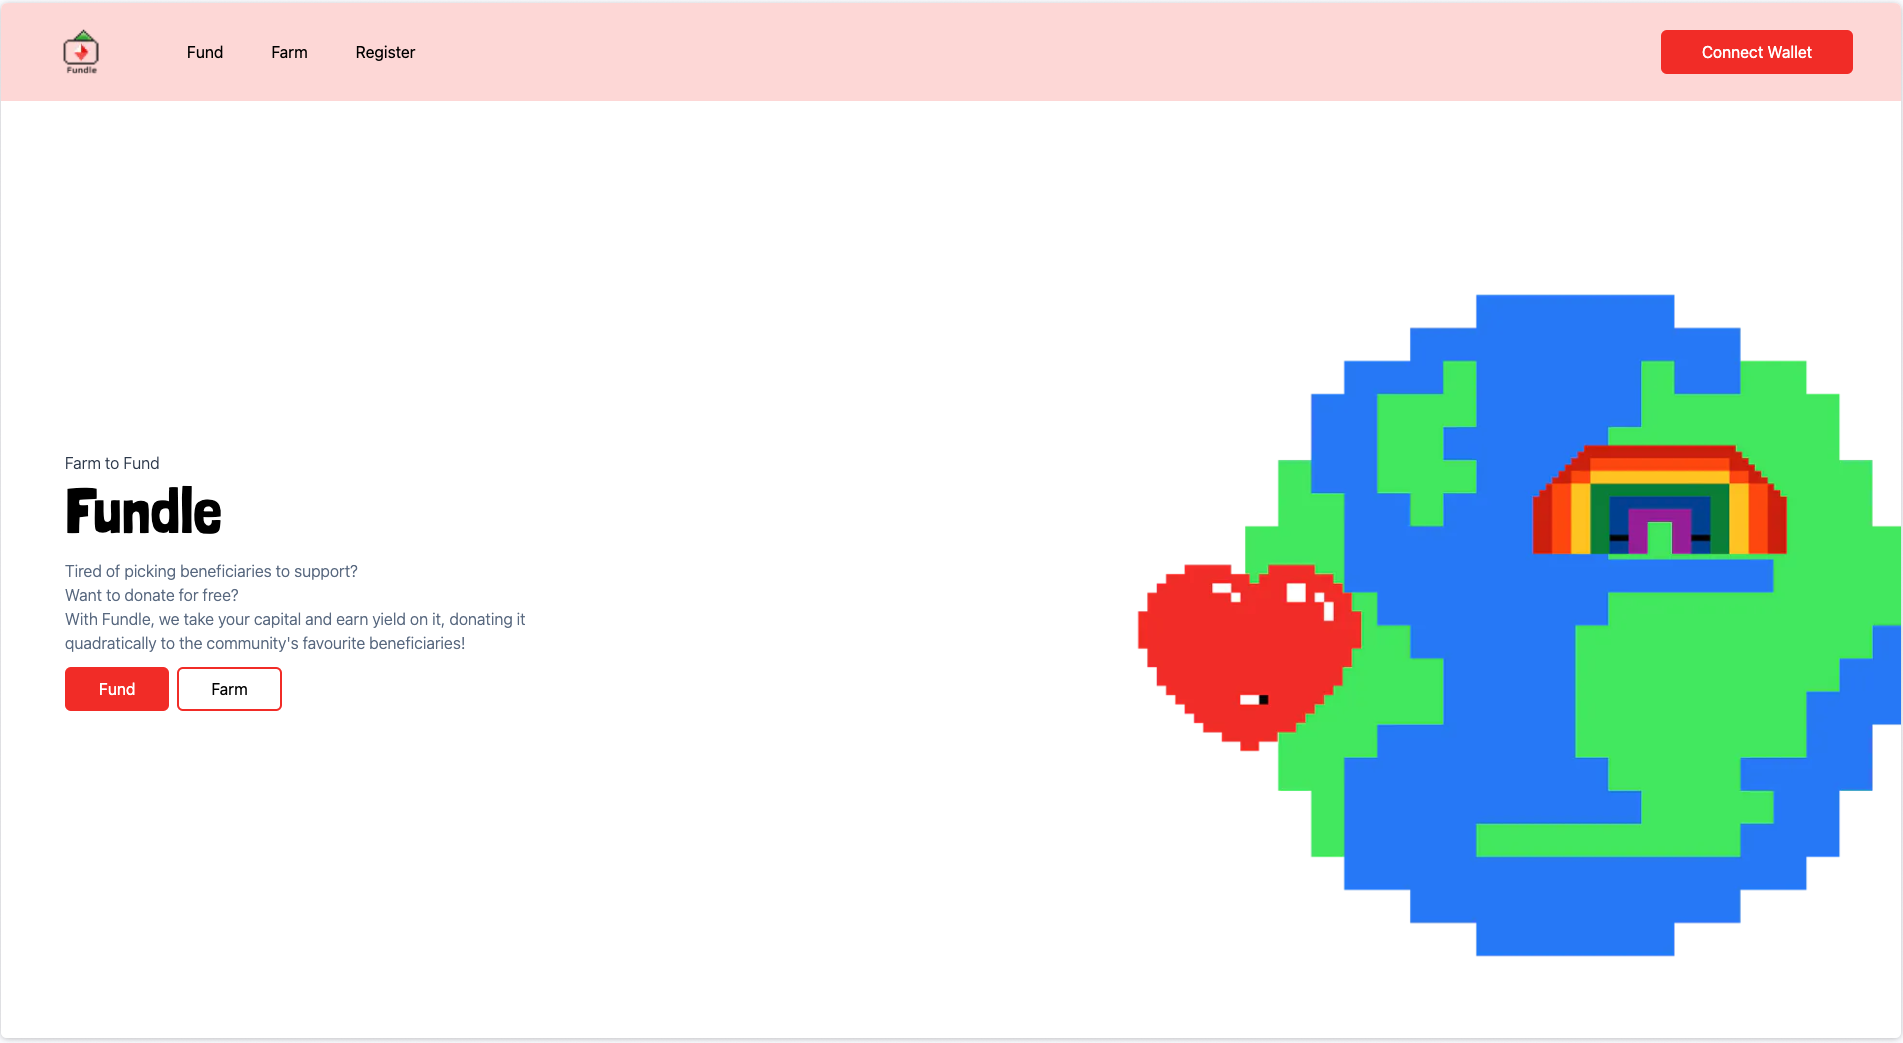 Fundle
Fund
Farm
Register
Connect Wallet
Farm to Fund
Fundle
Tired of picking beneficiaries to support?
Want to donate for free?
With Fundle, we take your capital and earn yield on it, donating it
quadratically to the community's favourite beneficiaries!
Fund
Farm